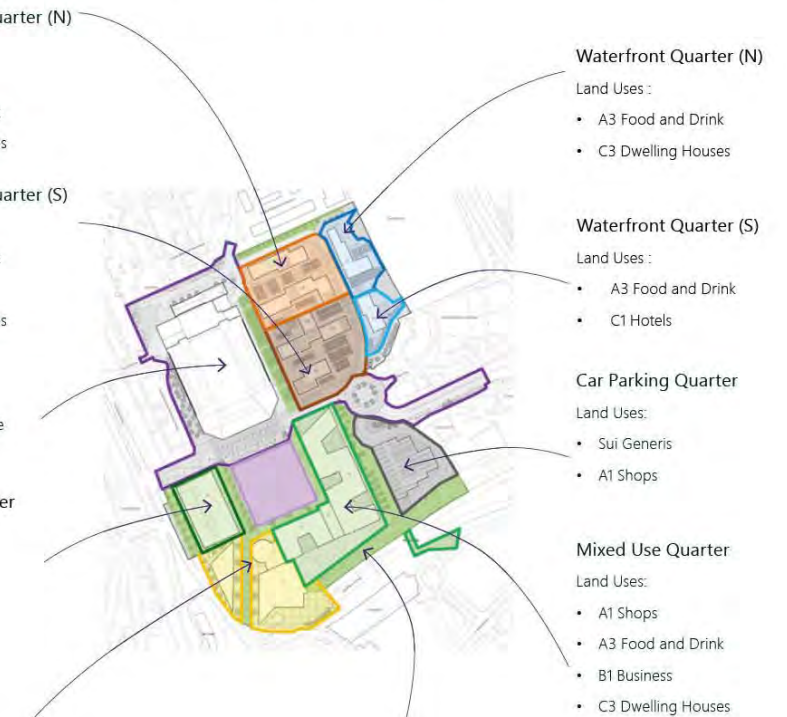 uarter (N)
s
uarter (S)
s
e
er
Waterfront Quarter (N)
Land Uses :
• A3 Food and Drink
• C3 Dwelling Houses
Waterfront Quarter (S)
Land Uses :
• A3 Food and Drink
• C1 Hotels
Car Parking Quarter
Land Uses:
• Sui Generis
• A1 Shops
Mixed Use Quarter
Land Uses:
• A1 Shops
• A3 Food and Drink
• B1 Business
• C3 Dwelling Houses